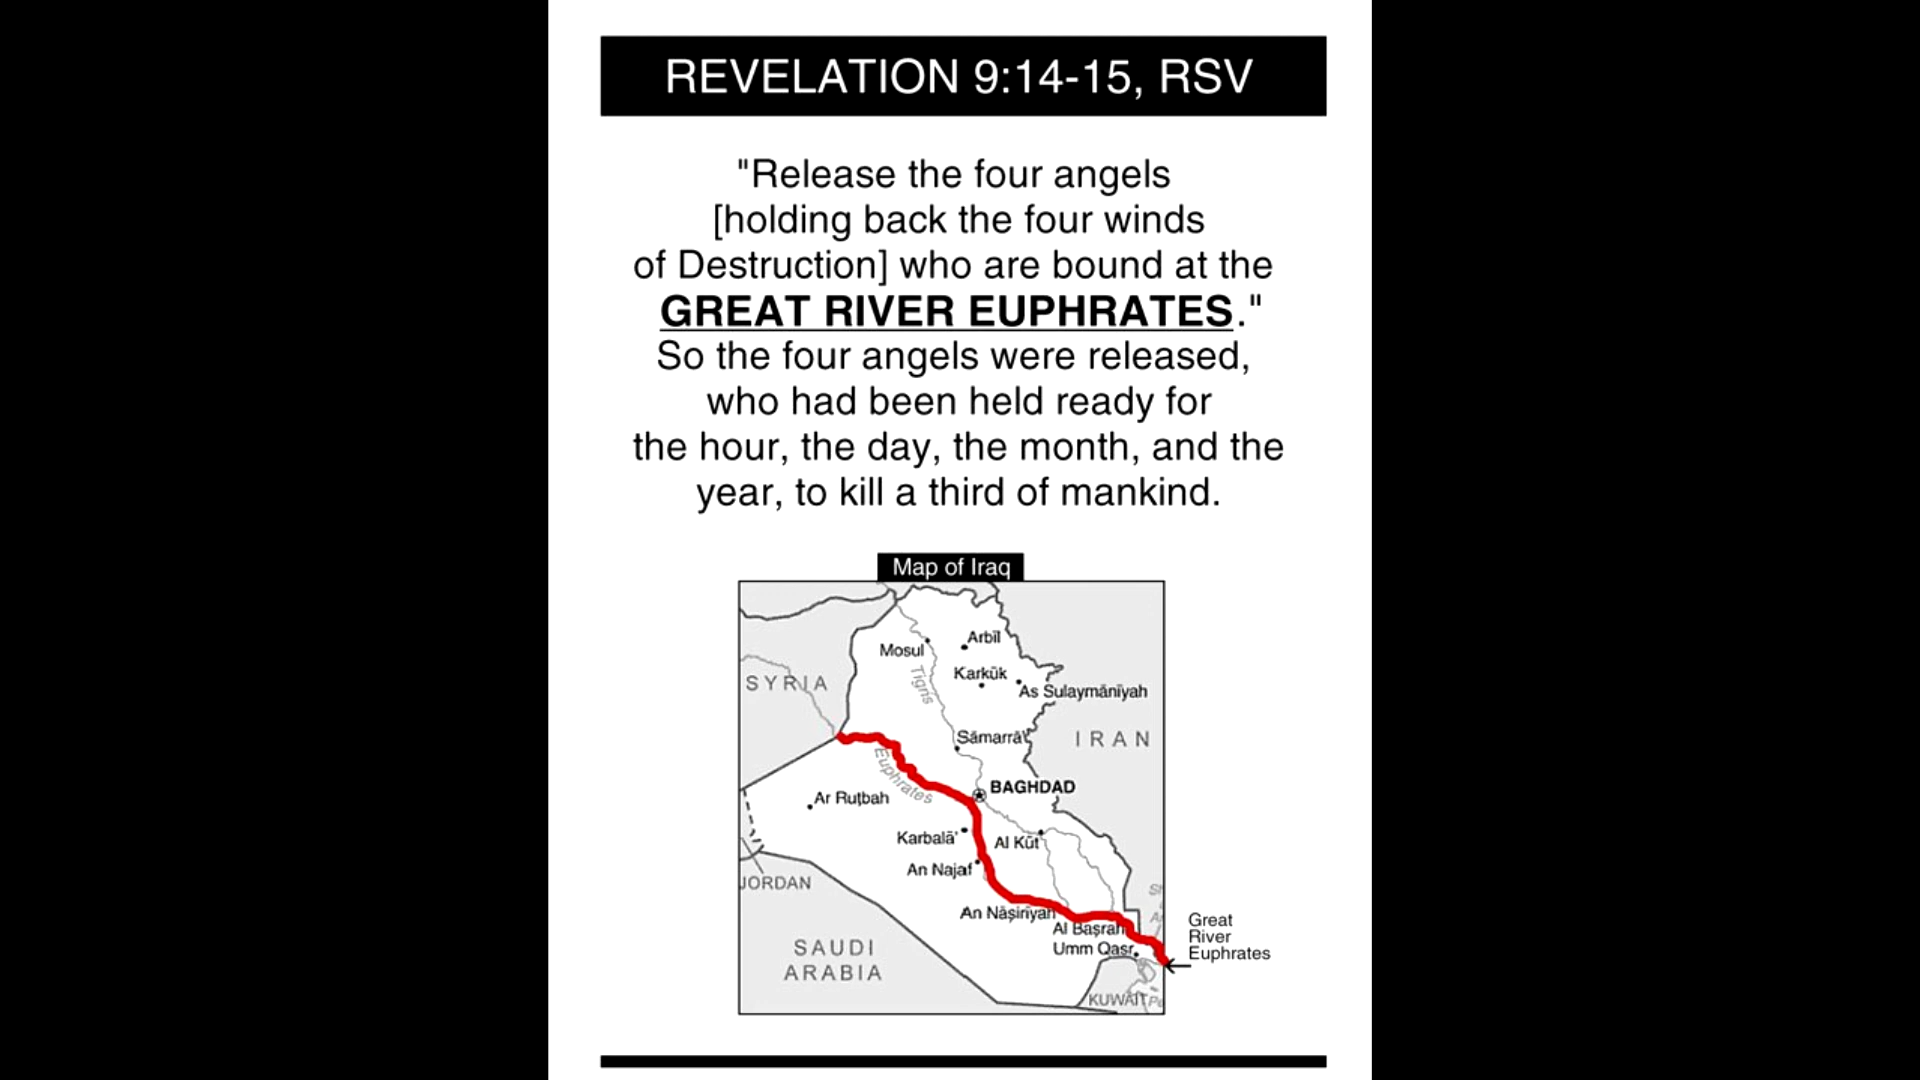 REVELATION 9:14-15, RSV
"Release the four angels
[holding back the four winds
of Destruction] who are bound at the
GREAT RIVER EUPHRATES."
So the four angels were released,
who had been held ready for
the hour, the day, the month, and the
year, to kill a third of mankind.
Map of Iraq
Mosul
Arbīl
Karkūk
As Sulaymānīyah
Tigris
SYRIA
Sāmarrā'
IRAN
Euphrates
BAGHDAD
Ar Ruţbah
Karbalā'
Al Kūt
An Najaf
JORDAN
An Nāşirīyah
Al Başrah
Umm Qasr
SAUDI
ARABIA
KUWAIT
Great
River
Euphrates